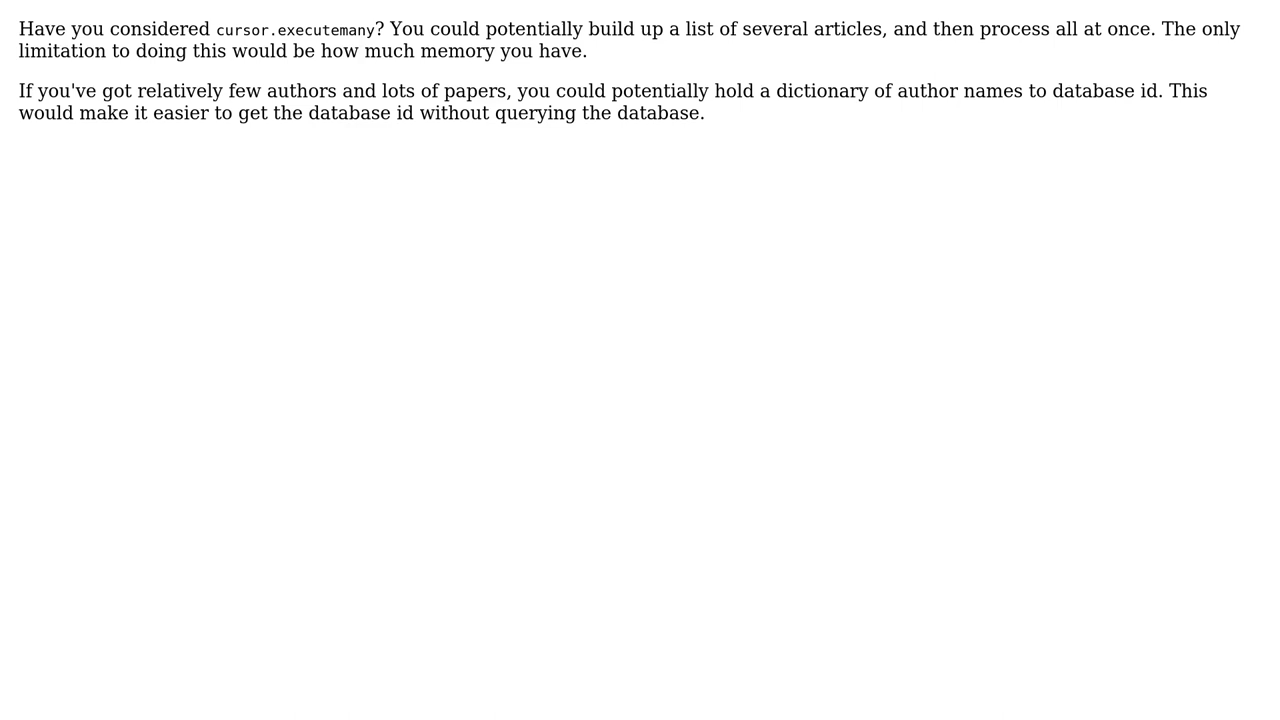 Have you considered cursor.executemany? You could potentially build up a list of several articles, and then process all at once. The only
limitation to doing this would be how much memory you have.
If you've got relatively few authors and lots of papers, you could potentially hold a dictionary of author names to database id. This
would make it easier to get the database id without querying the database.